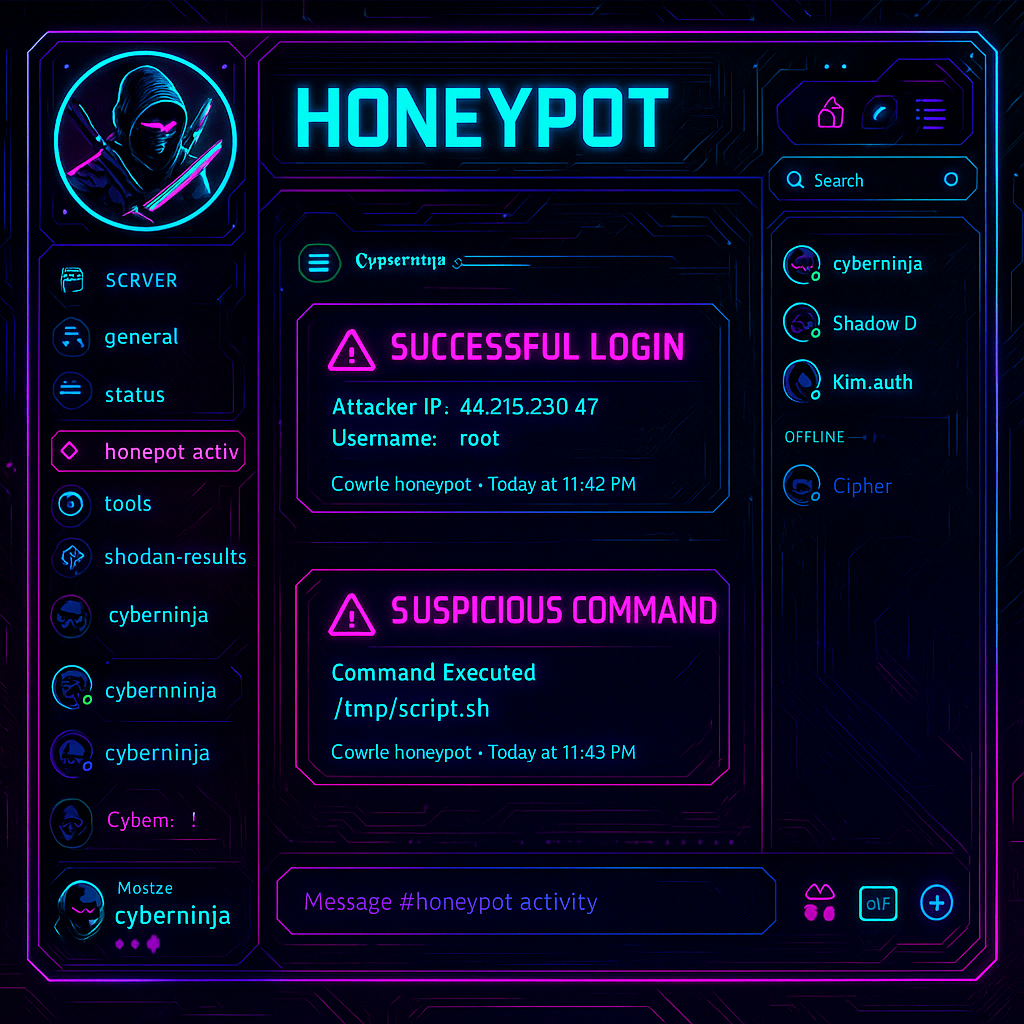 HONEYPOT
SCRVER
general
status
honepot activ
tools
shodan-results
cyberninja
cybernninja
cyberninja
Cybem: !
Mostze
cyberninja
SUCCESSFUL LOGIN
Attacker IP: 44.215.230 47
Username: root
Cowrle honeypot • Today at 11:42 PM
SUSPICIOUS COMMAND
Command Executed
/tmp/script.sh
Cowrle honeypot • Today at 11:43 PM
Message #honeypot activity
Search
cyberninja
Shadow D
Kim.auth
OFFLINE
Cipher